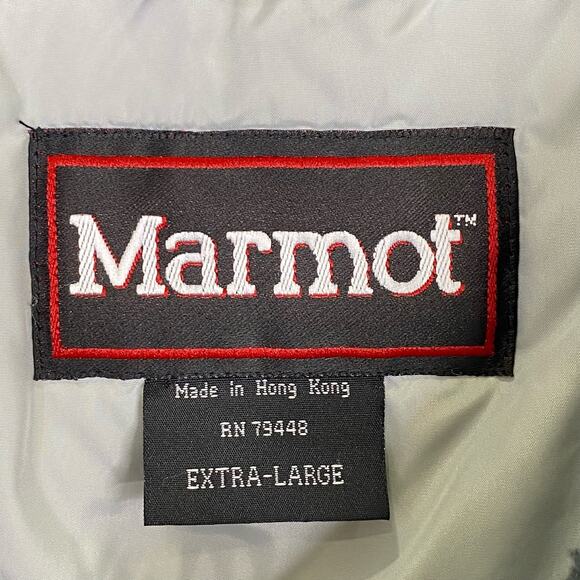 Marmot™
Made in Hong Kong
RN 79448
EXTRA-LARGE